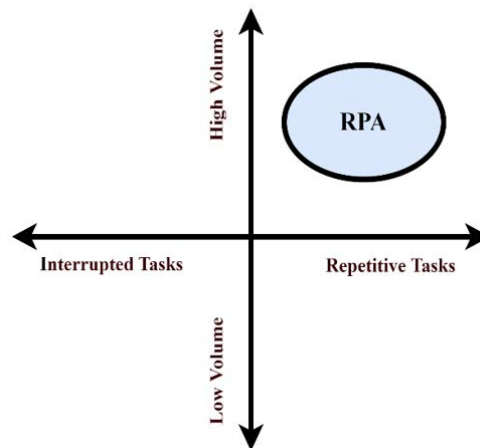 High Volume
RPA
Interrupted Tasks
Repetitive Tasks
Low Volume